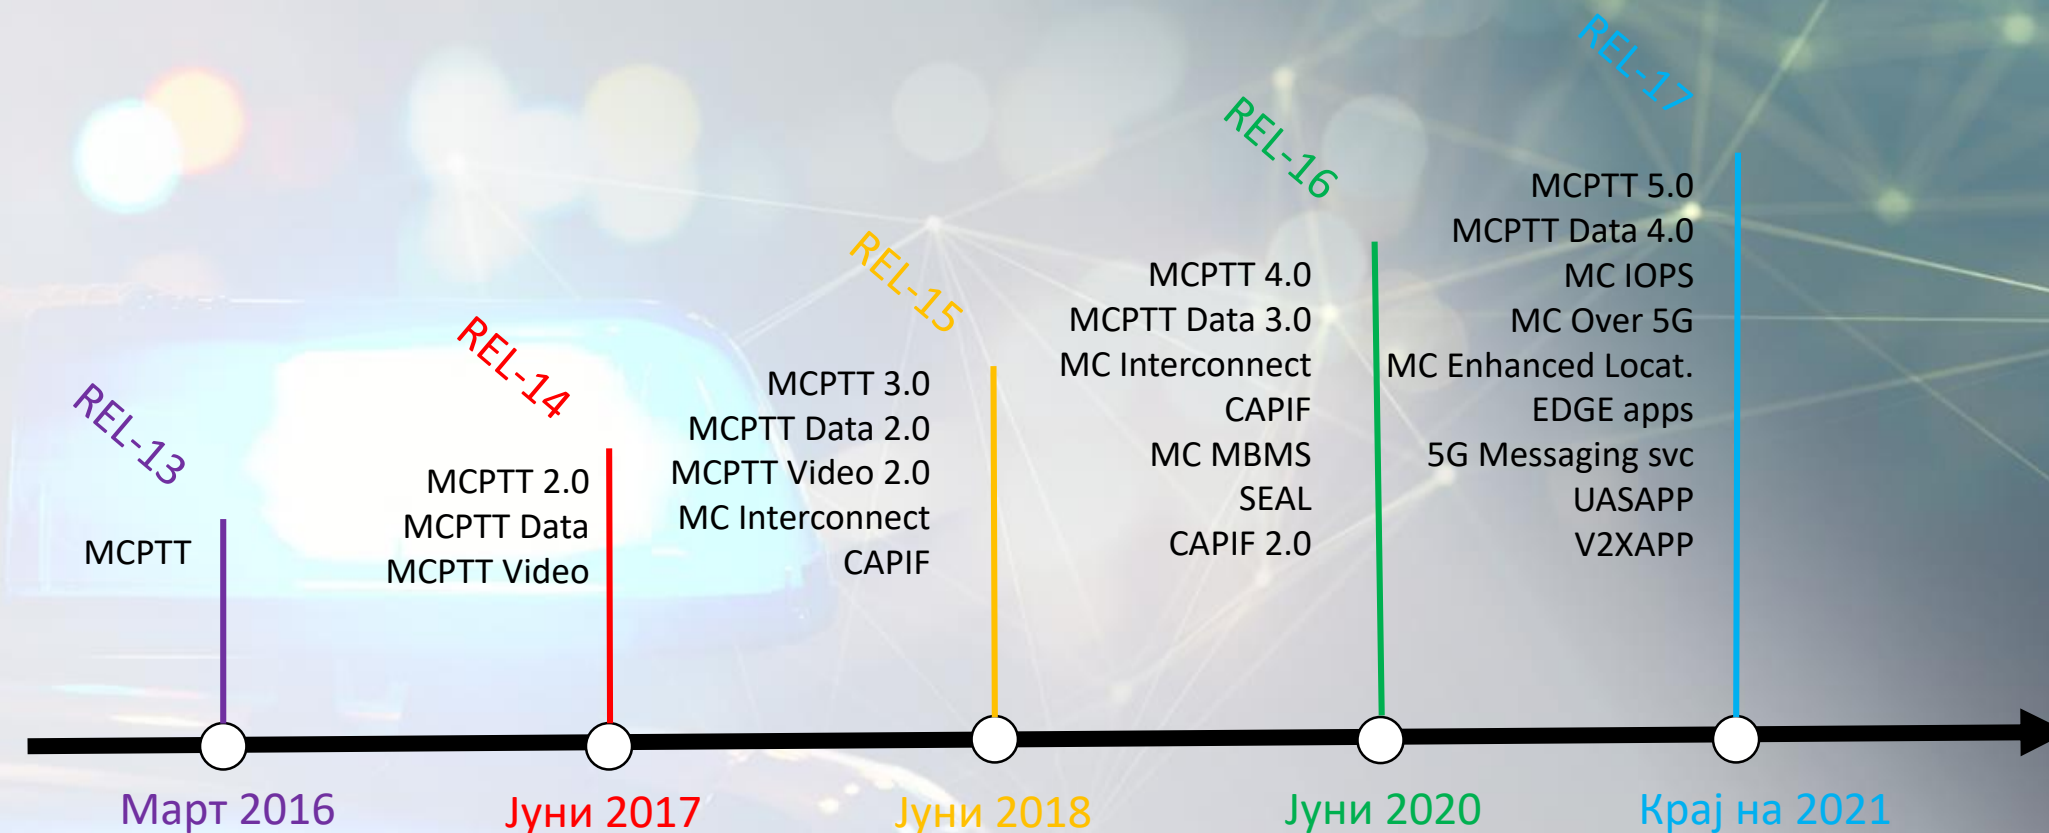 REL-13
MCPTT
Март 2016
REL-14
MCPTT 2.0
MCPTT Data
MCPTT Video
Јуни 2017
REL-15
MCPTT 3.0
MCPTT Data 2.0
MCPTT Video 2.0
MC Interconnect
CAPIF
Јуни 2018
REL-16
MCPTT 4.0
MCPTT Data 3.0
MC Interconnect
CAPIF
MC MBMS
SEAL
CAPIF 2.0
Јуни 2020
REL-17
MCPTT 5.0
MCPTT Data 4.0
MC IOPS
MC Over 5G
MC Enhanced Locat.
EDGE apps
5G Messaging svc
UASAPP
V2XAPP
Крај на 2021